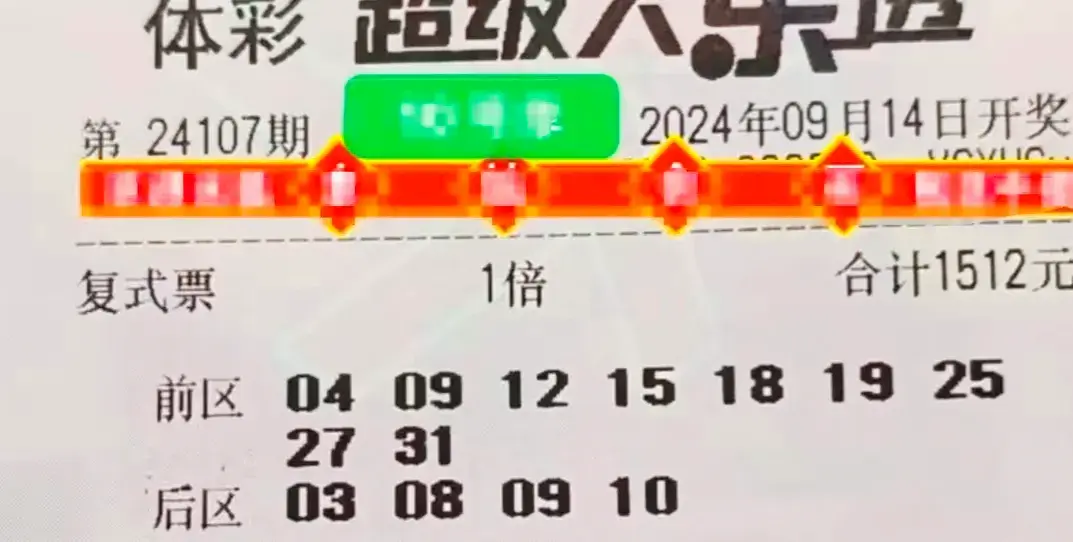 体彩 超级大乐透
第 24107期 2024年09月14日开奖
复式票 1倍 合计1512元
前区 04 09 12 15 18 19 25
27 31
后区 03 08 09 10